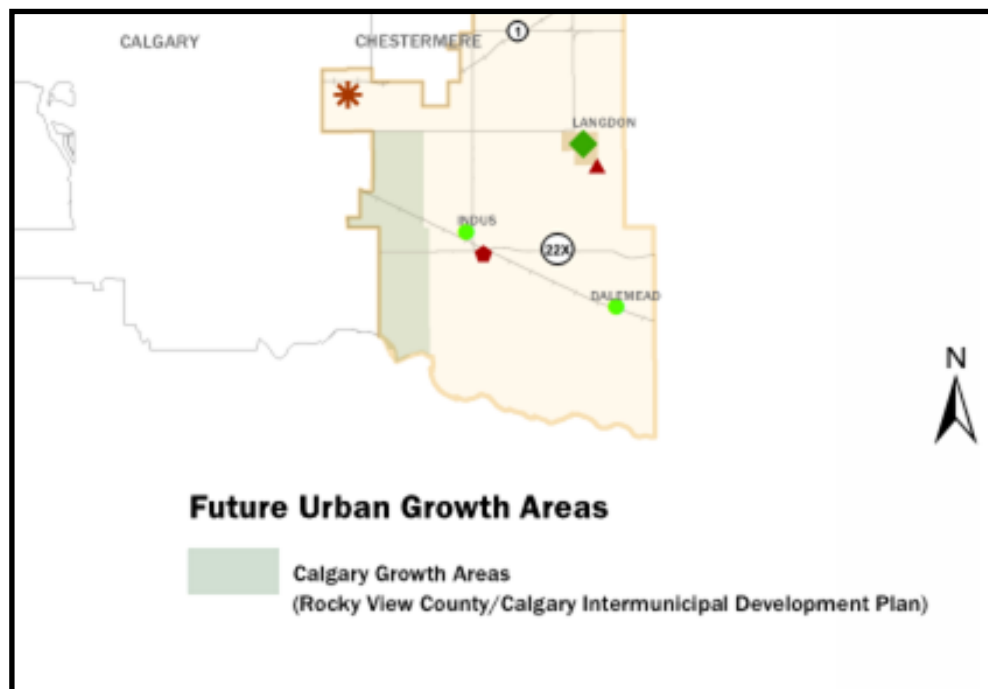 1
CALGARY
CHESTERMERE
LANGDON
INDUS
22X
DALEMEAD
N
Future Urban Growth Areas
Calgary Growth Areas
(Rocky View County/Calgary Intermunicipal Development Plan)